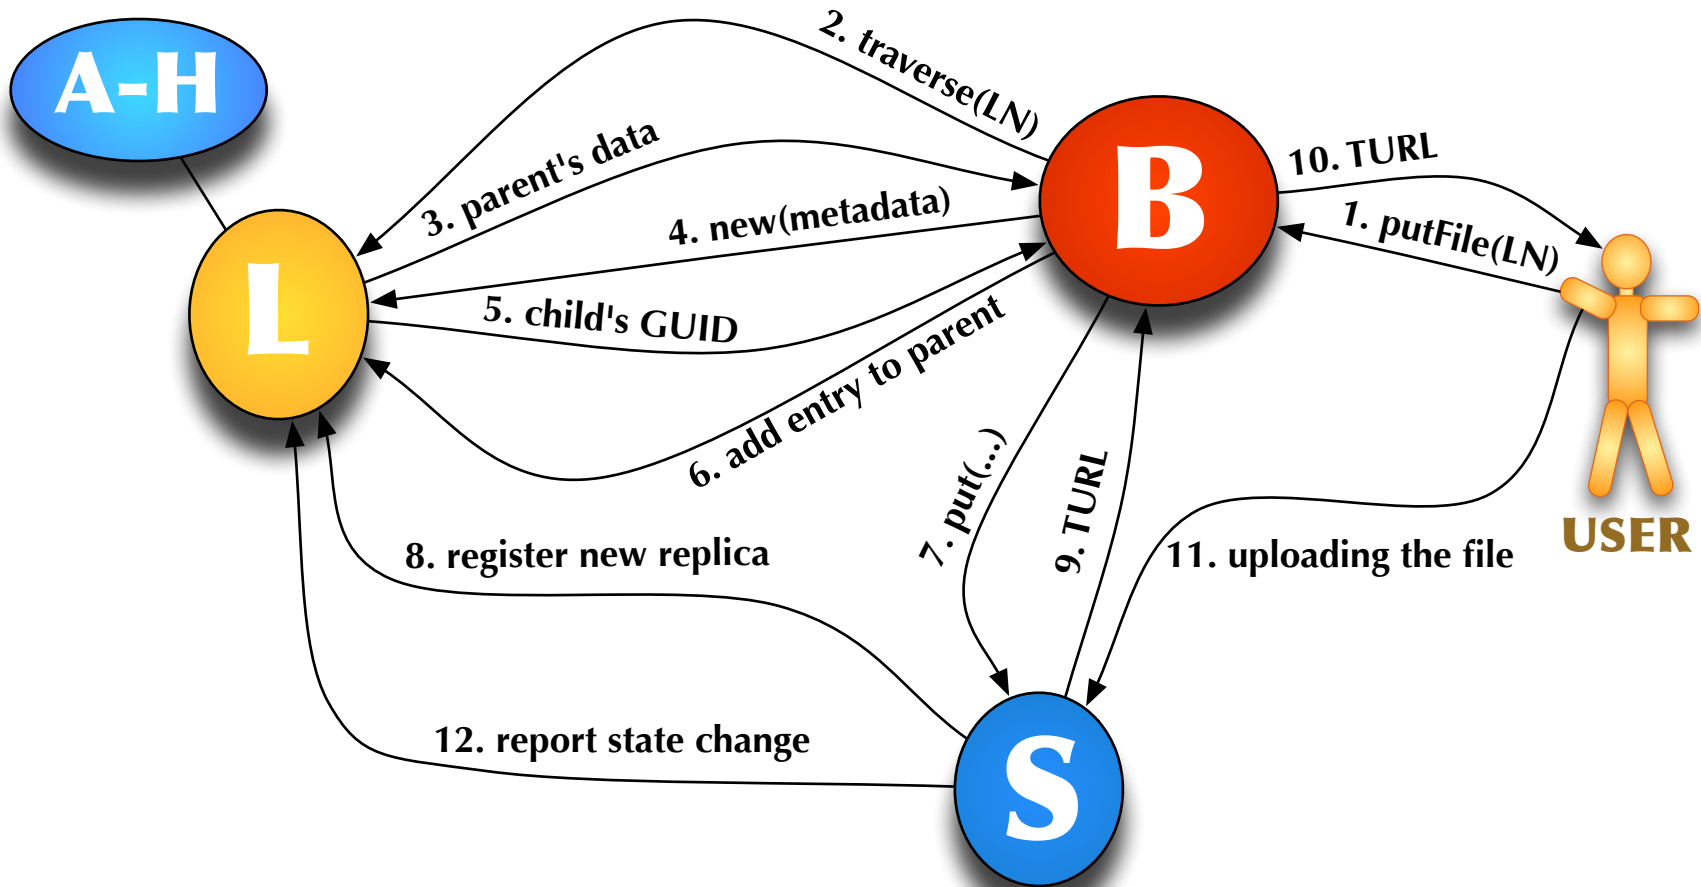 A-H
2. traverse(LN)
3. parent's data
4. new(metadata)
B
10. TURL
1. putFile(LN)
L
5. child's GUID
6. add entry to parent
7. put(...)
9. TURL
USER
8. register new replica
11. uploading the file
12. report state change
S